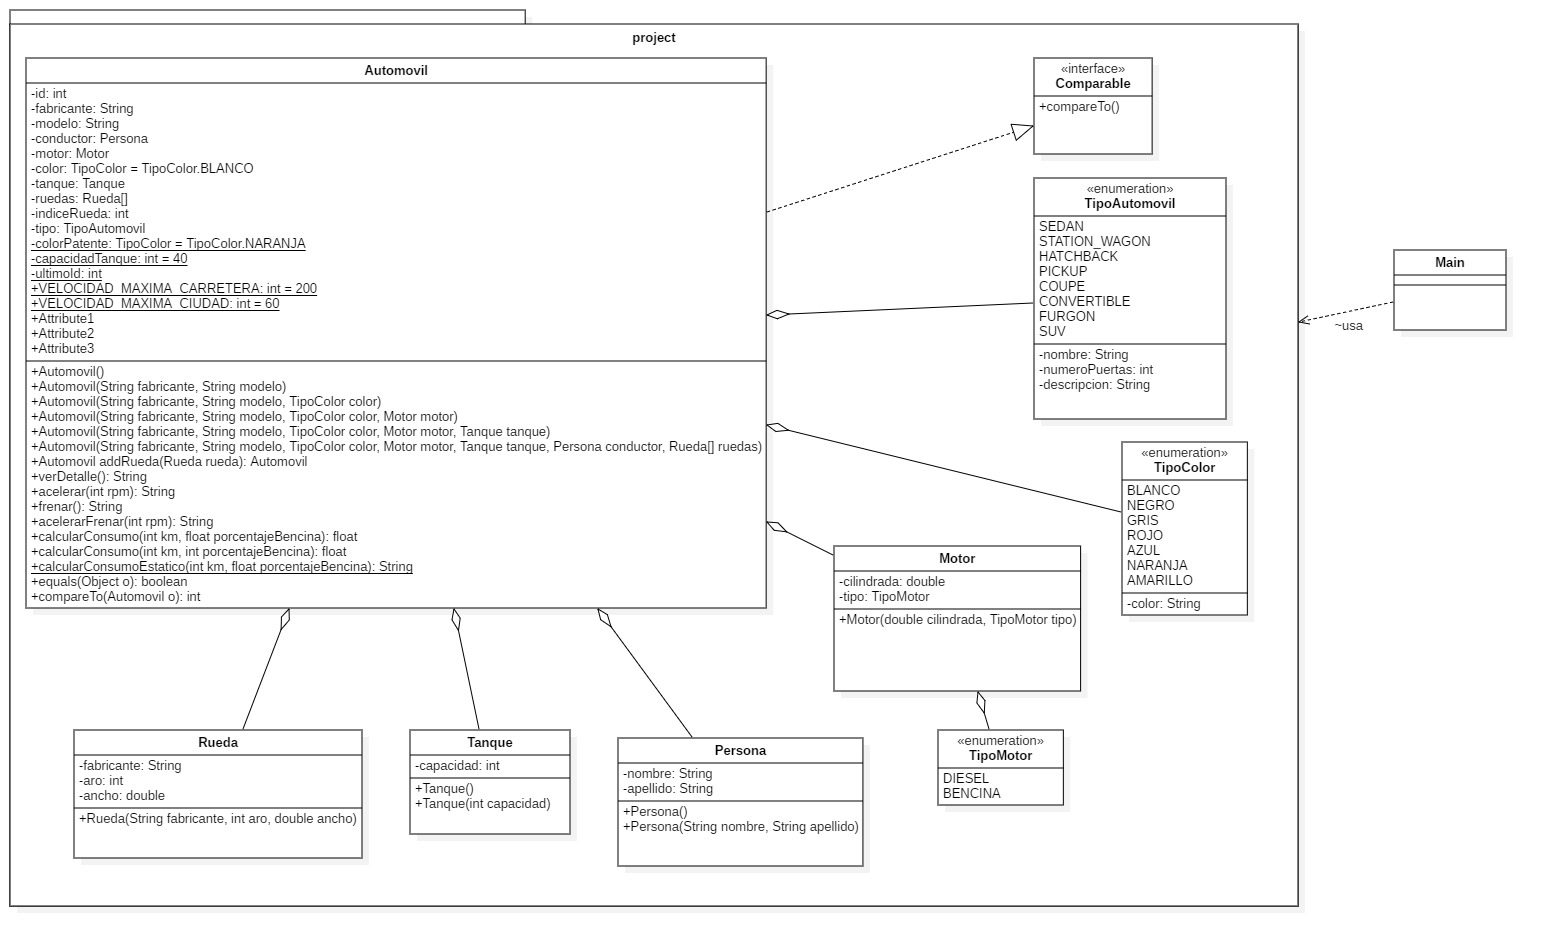 project
Automovil
-id: int
-fabricante: String
-modelo: String
-conductor: Persona
-motor: Motor
-color: TipoColor = TipoColor.BLANCO
-tanque: Tanque
-ruedas: Rueda[]
-indiceRueda: int
-tipo: TipoAutomovil
-colorPatente: TipoColor = TipoColor.NARANJA
-capacidadTanque: int = 40
-ultimoId: int
+VELOCIDAD_MAXIMA_CARRETERA: int = 200
+VELOCIDAD_MAXIMA_CIUDAD: int = 60
+Attribute1
+Attribute2
+Attribute3
+Automovil()
+Automovil(String fabricante, String modelo)
+Automovil(String fabricante, String modelo, TipoColor color)
+Automovil(String fabricante, String modelo, TipoColor color, Motor motor)
+Automovil(String fabricante, String modelo, TipoColor color, Motor motor, Tanque tanque)
+Automovil(String fabricante, String modelo, TipoColor color, Motor motor, Tanque tanque, Persona conductor, Rueda[] ruedas)
+Automovil addRueda(Rueda rueda): Automovil
+verDetalle(): String
+acelerar(int rpm): String
+frenar(): String
+acelerarFrenar(int rpm): String
+calcularConsumo(int km, float porcentajeBencina): float
+calcularConsumo(int km, int porcentajeBencina): float
+calcularConsumoEstatico(int km, float porcentajeBencina): String
+equals(Object o): boolean
+compareTo(Automovil o): int
«interface»
Comparable
+compareTo()
«enumeration»
TipoAutomovil
SEDAN
STATION_WAGON
HATCHBACK
PICKUP
COUPE
CONVERTIBLE
FURGON
SUV
-nombre: String
-numeroPuertas: int
-descripcion: String
Main
~usa
«enumeration»
TipoColor
BLANCO
NEGRO
GRIS
ROJO
AZUL
NARANJA
AMARILLO
-color: String
Motor
-cilindrada: double
-tipo: TipoMotor
+Motor(double cilindrada, TipoMotor tipo)
Rueda
-fabricante: String
-aro: int
-ancho: double
+Rueda(String fabricante, int aro, double ancho)
Tanque
-capacidad: int
+Tanque()
+Tanque(int capacidad)
Persona
-nombre: String
-apellido: String
+Persona()
+Persona(String nombre, String apellido)
«enumeration»
TipoMotor
DIESEL
BENCINA